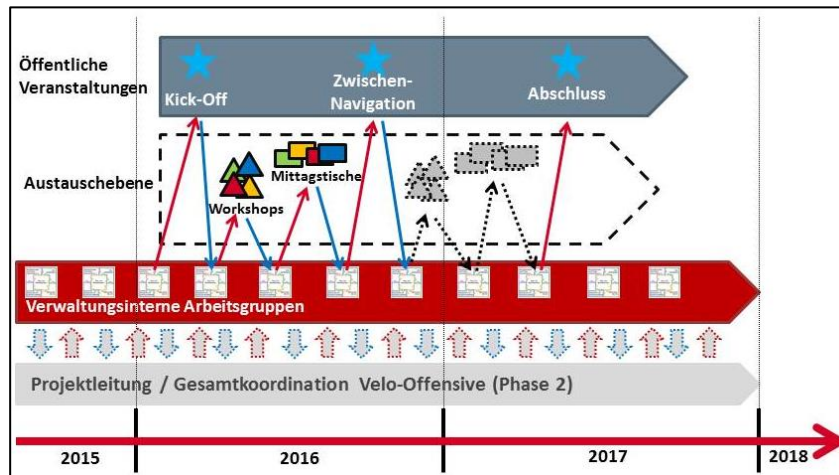 Öffentliche
Veranstaltungen
Kick-Off
Zwischen-
Navigation
Abschluss
Austauschebene
Workshops
Mittagstische
Verwaltungsinterne Arbeitsgruppen
Projektleitung / Gesamtkoordination Velo-Offensive (Phase 2)
2015
2016
2017
2018